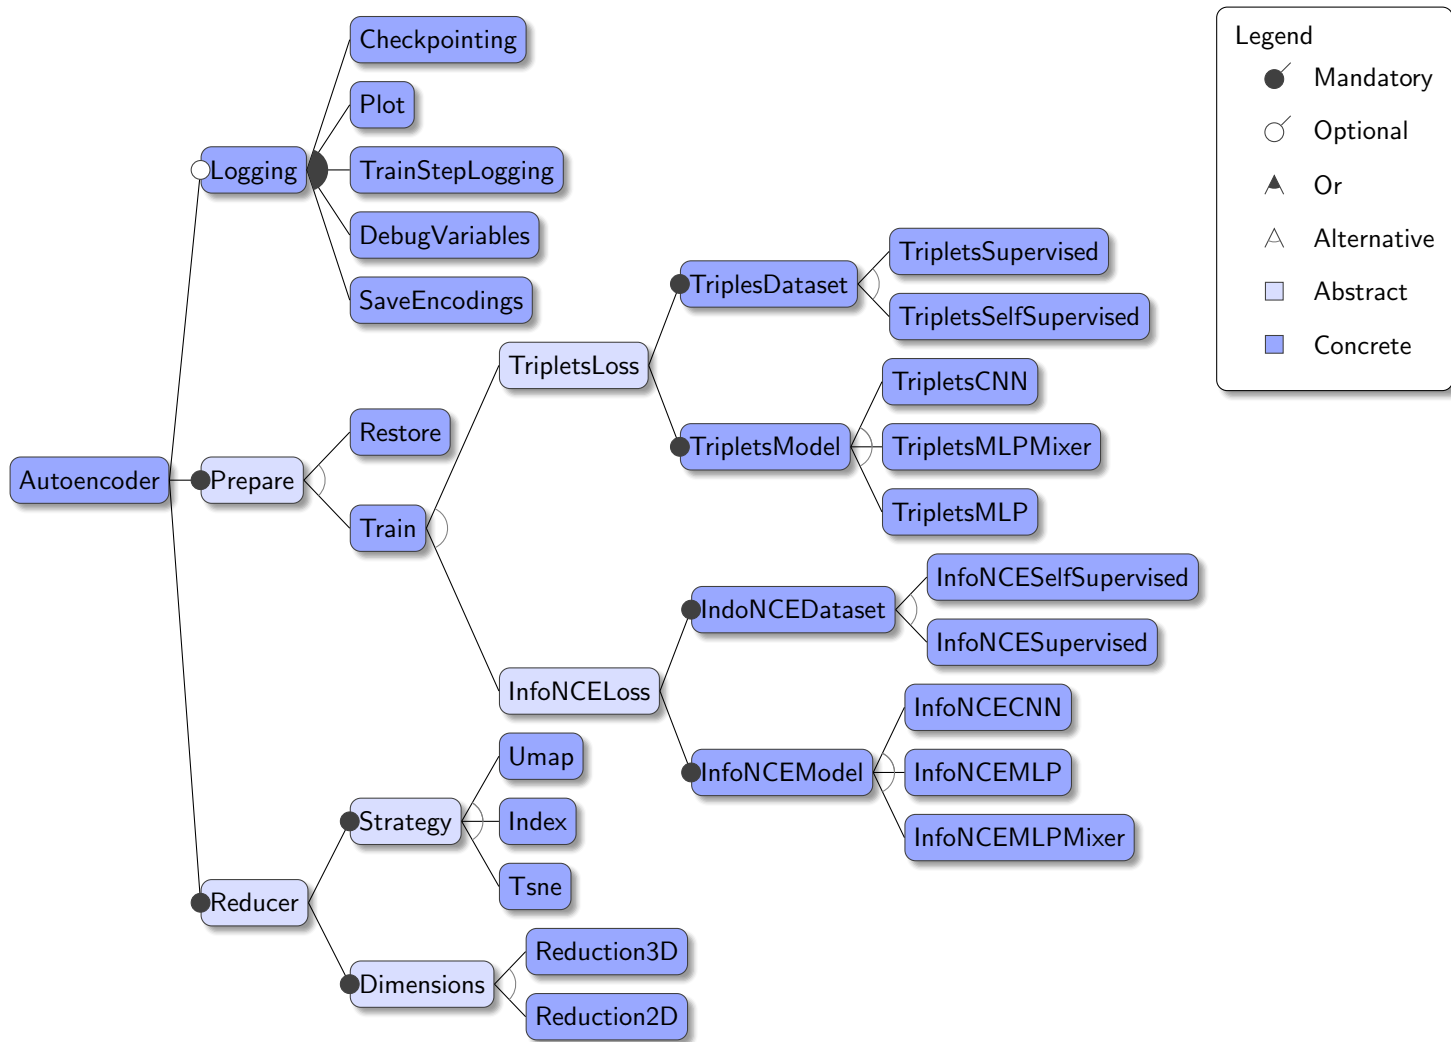 Autoencoder
Logging
Checkpointing
Plot
TrainStepLogging
DebugVariables
SaveEncodings
Prepare
Restore
Train
TripletsLoss
TriplesDataset
TripletsSupervised
TripletsSelfSupervised
TripletsModel
TripletsCNN
TripletsMLPMixer
TripletsMLP
InfoNCELoss
IndoNCEDataset
InfoNCESelfSupervised
InfoNCESupervised
InfoNCEModel
InfoNCECNN
InfoNCEMLP
InfoNCEMLPMixer
Reducer
Strategy
Umap
Index
Tsne
Dimensions
Reduction3D
Reduction2D
Legend
Mandatory
Optional
Or
Alternative
Abstract
Concrete